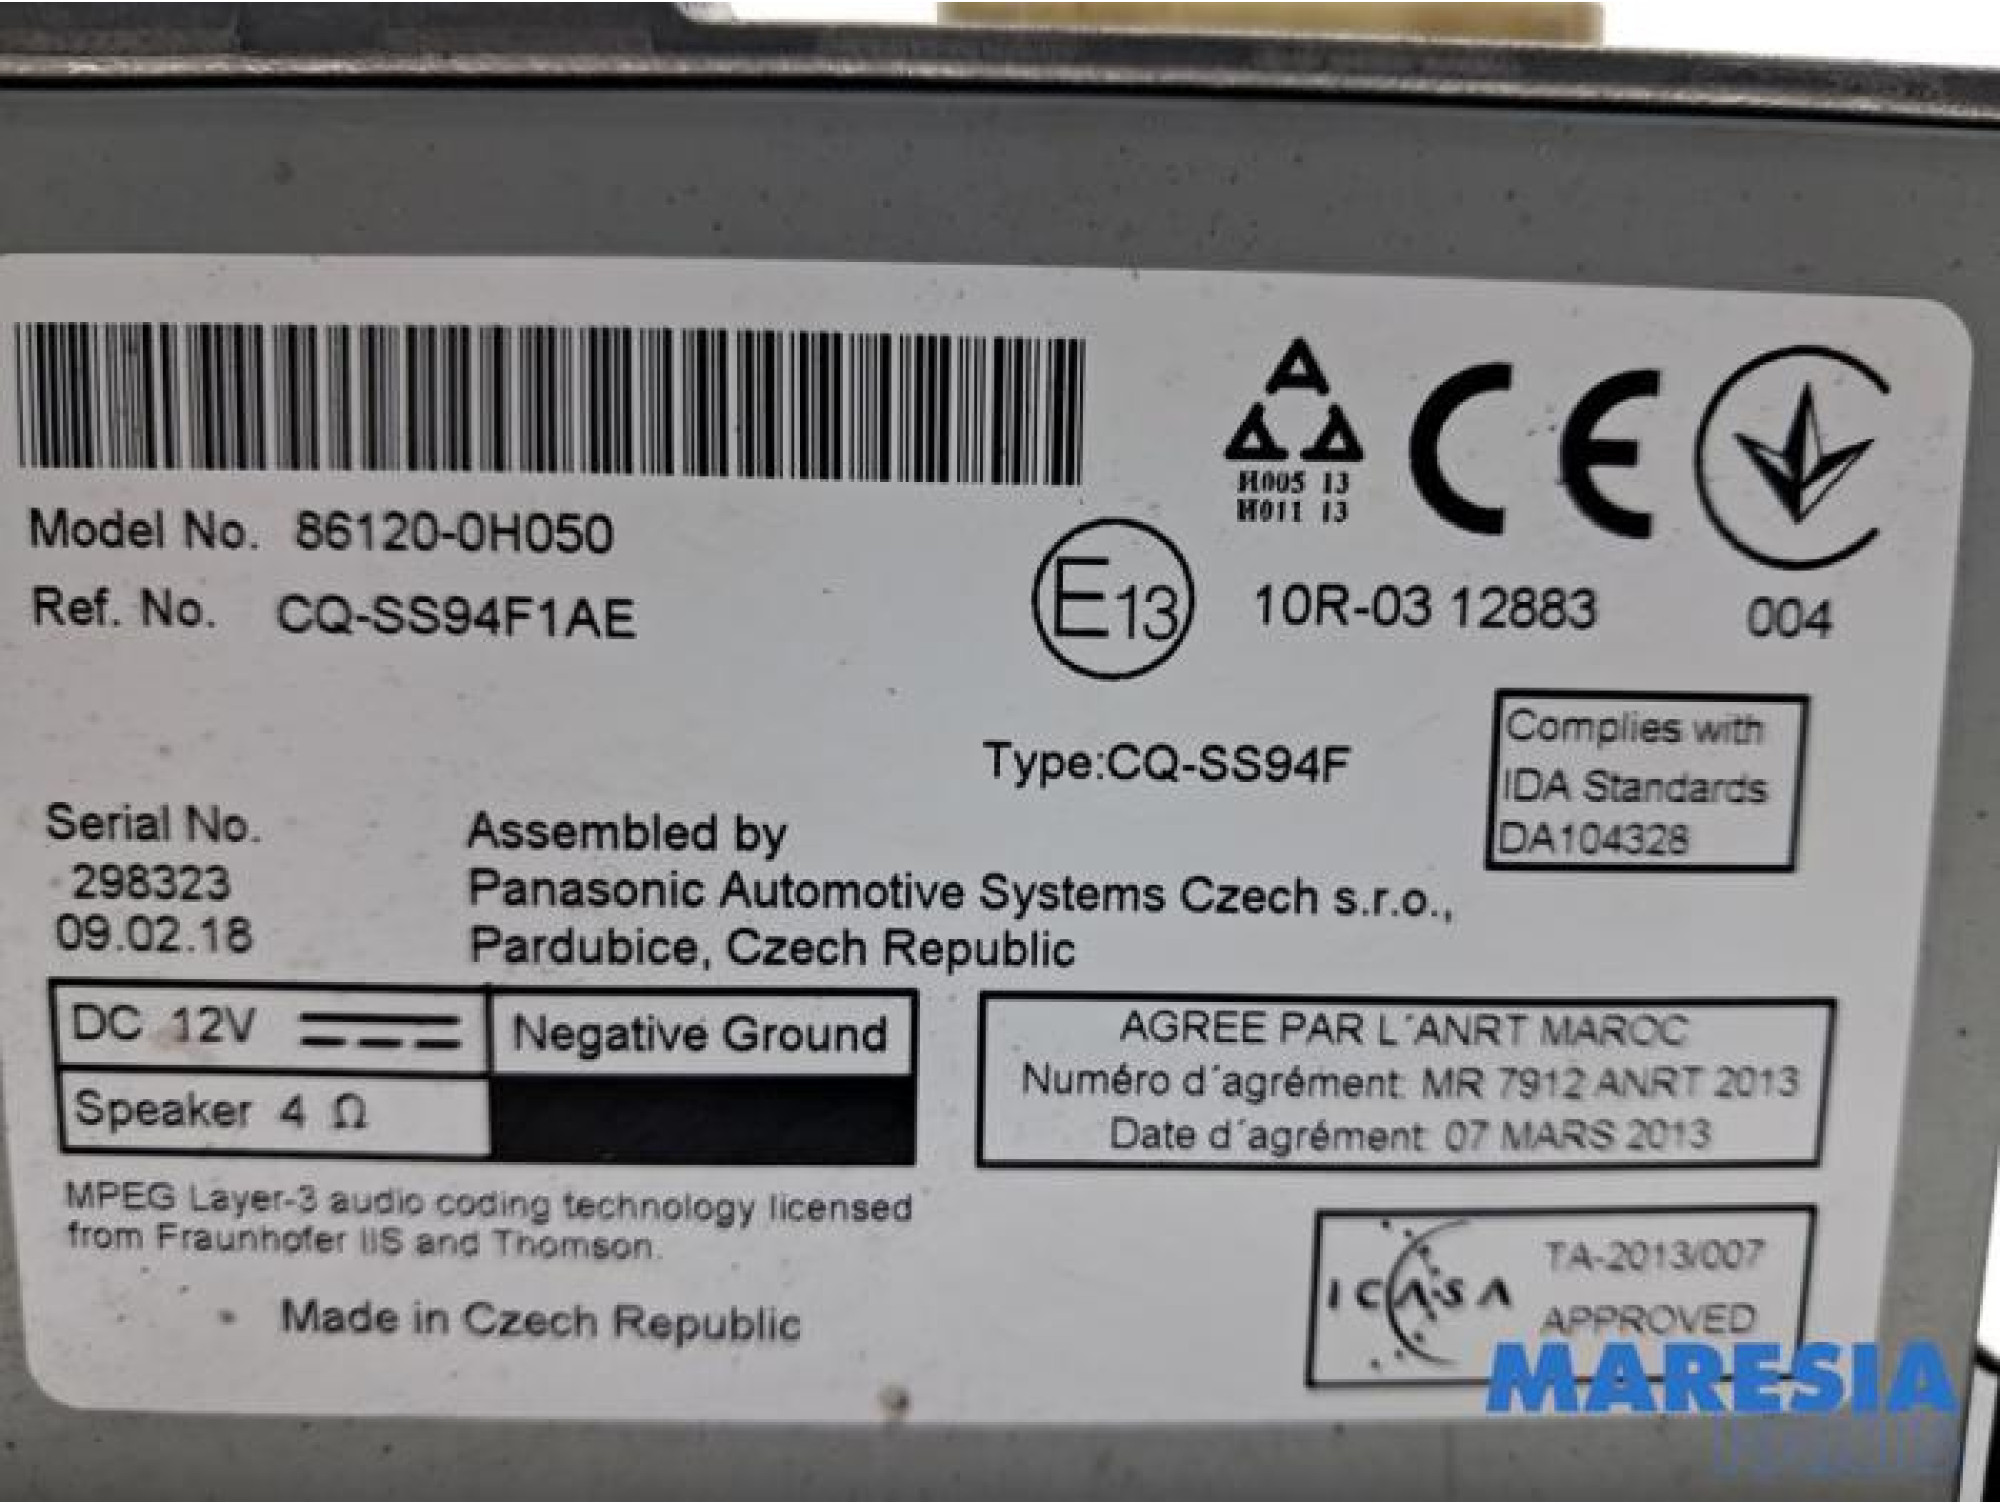 Model No. 86120-0H050
Ref. No. CQ-SS94F1AE
H005 13
H011 13
CE
E13
10R-03 12883
004
Type:CQ-SS94F
Complies with
IDA Standards
DA104328
Serial No.
298323
09.02.18
Assembled by
Panasonic Automotive Systems Czech s.r.o.,
Pardubice, Czech Republic
DC 12V
Negative Ground
Speaker 4 Ω
AGREE PAR L´ANRT MAROC
Numéro d´agrément: MR 7912 ANRT 2013
Date d´agrément: 07 MARS 2013
MPEG Layer-3 audio coding technology licensed
from Fraunhofer IIS and Thomson.
Made in Czech Republic
ICASA
TA-2013/007
APPROVED
MARESIA